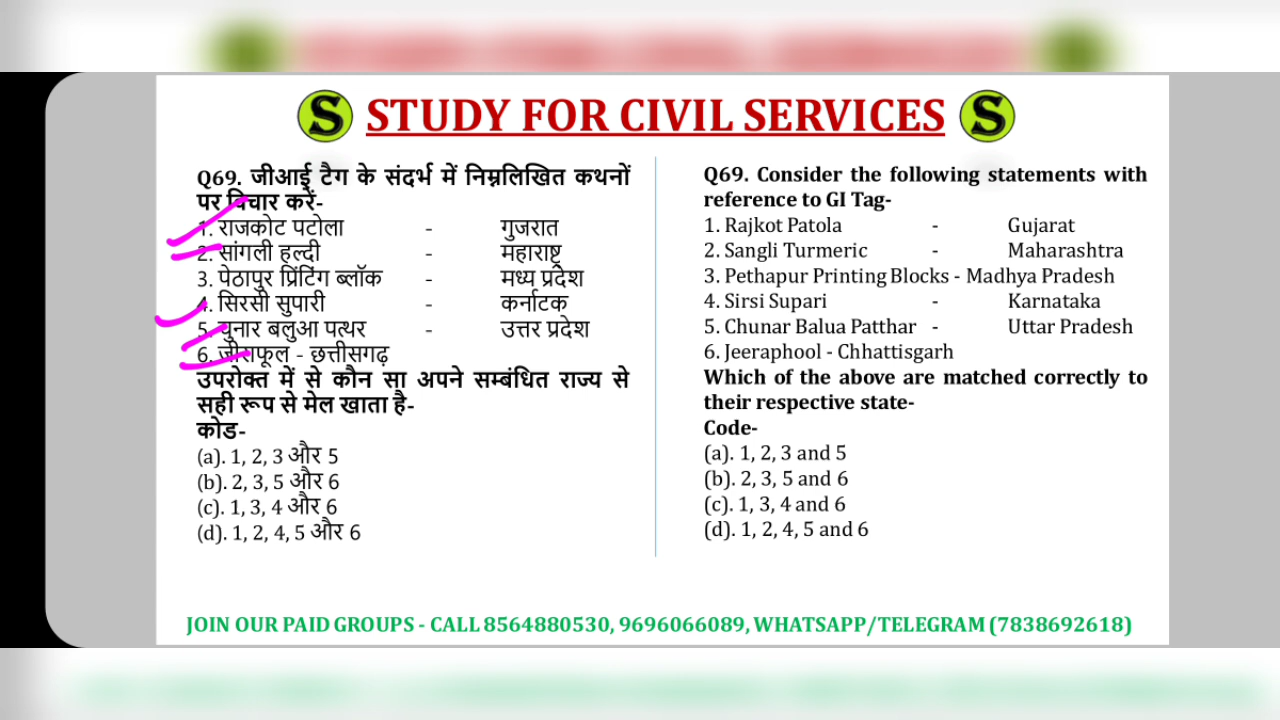 S STUDY FOR CIVIL SERVICES S
Q69. जीआई टैग के संदर्भ में निम्नलिखित कथनों
पर विचार करें-
1. राजकोट पटोला - गुजरात
2. सांगली हल्दी - महाराष्ट्र
3. पेठापुर प्रिंटिंग ब्लॉक - मध्य प्रदेश
4. सिरसी सुपारी - कर्नाटक
5. चुनार बलुआ पत्थर - उत्तर प्रदेश
6. जीराफूल - छत्तीसगढ़
उपरोक्त में से कौन सा अपने सम्बंधित राज्य से
सही रूप से मेल खाता है-
कोड-
(a). 1, 2, 3 और 5
(b). 2, 3, 5 और 6
(c). 1, 3, 4 और 6
(d). 1, 2, 4, 5 और 6
Q69. Consider the following statements with
reference to GI Tag-
1. Rajkot Patola - Gujarat
2. Sangli Turmeric - Maharashtra
3. Pethapur Printing Blocks - Madhya Pradesh
4. Sirsi Supari - Karnataka
5. Chunar Balua Patthar - Uttar Pradesh
6. Jeeraphool - Chhattisgarh
Which of the above are matched correctly to
their respective state-
Code-
(a). 1, 2, 3 and 5
(b). 2, 3, 5 and 6
(c). 1, 3, 4 and 6
(d). 1, 2, 4, 5 and 6
JOIN OUR PAID GROUPS - CALL 8564880530, 9696066089, WHATSAPP/TELEGRAM (7838692618)